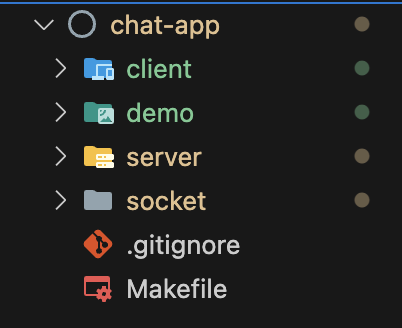 chat-app
client
demo
server
socket
.gitignore
Makefile